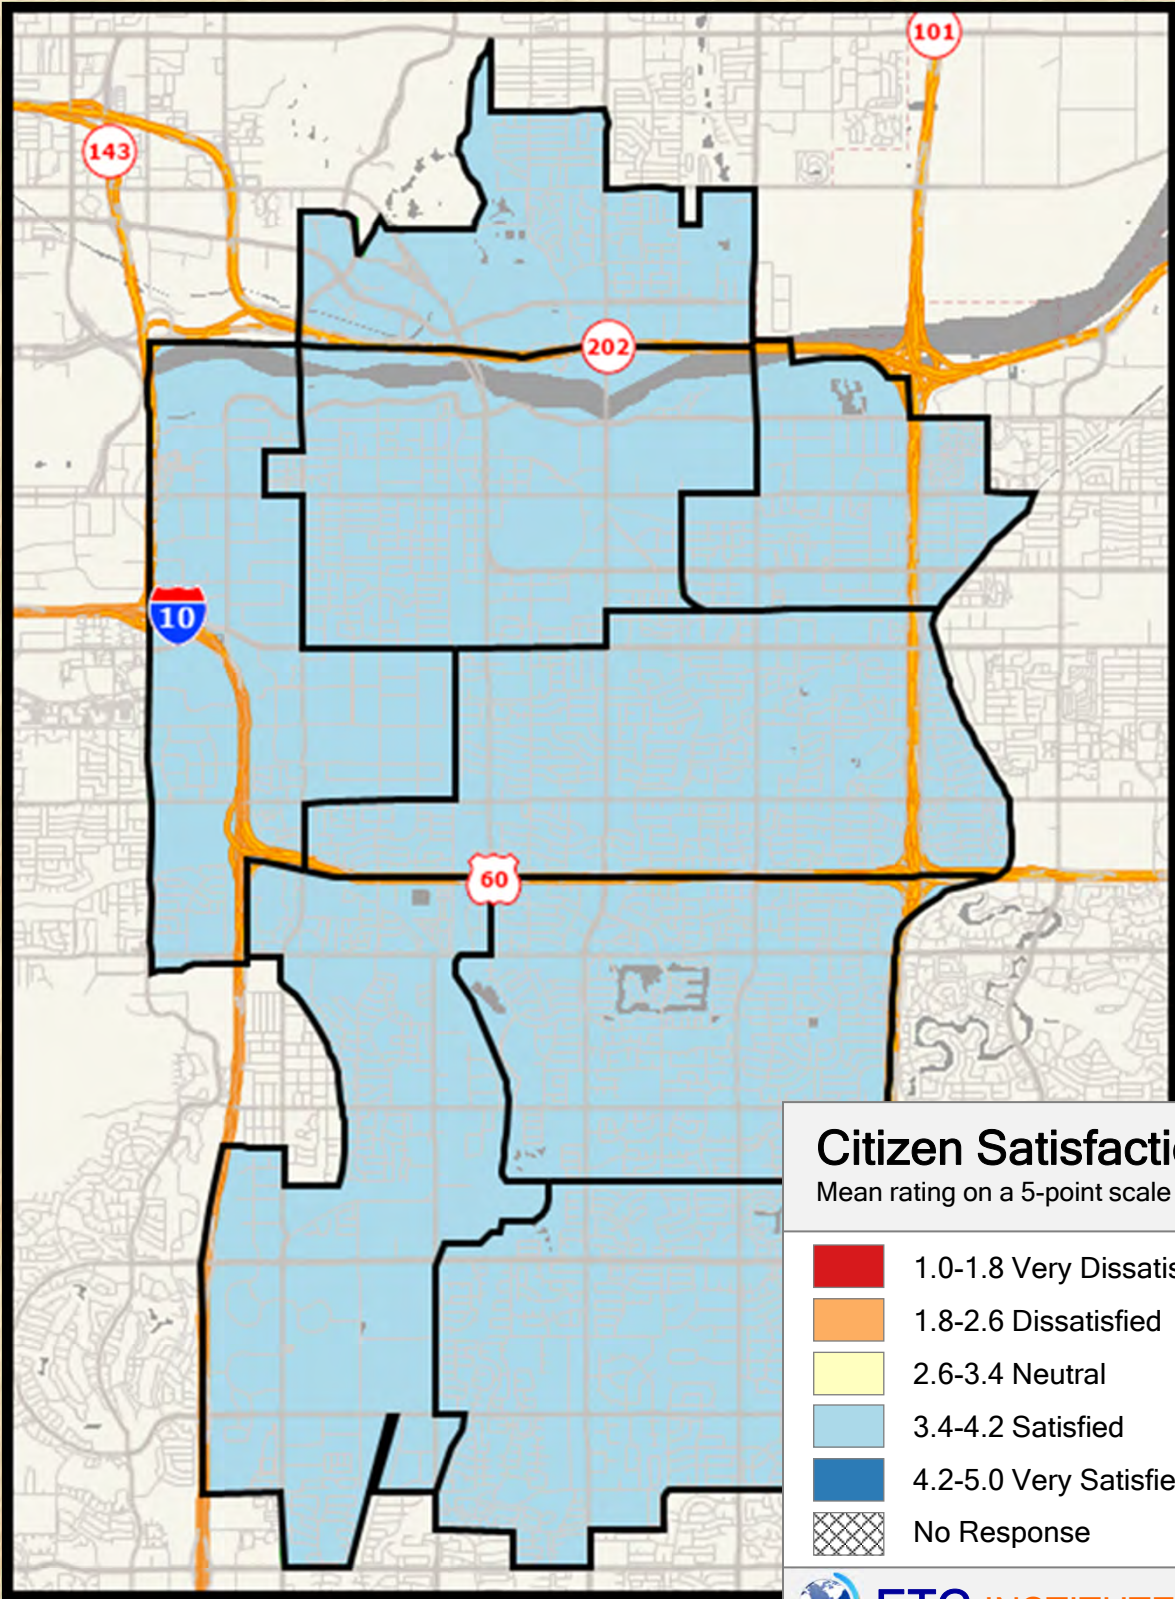 101
143
202
10
60
Citizen Satisfacti
Mean rating on a 5-point scale
1.0-1.8 Very Dissatis
1.8-2.6 Dissatisfied
2.6-3.4 Neutral
3.4-4.2 Satisfied
4.2-5.0 Very Satisfie
No Response
ETC INSTITUTE